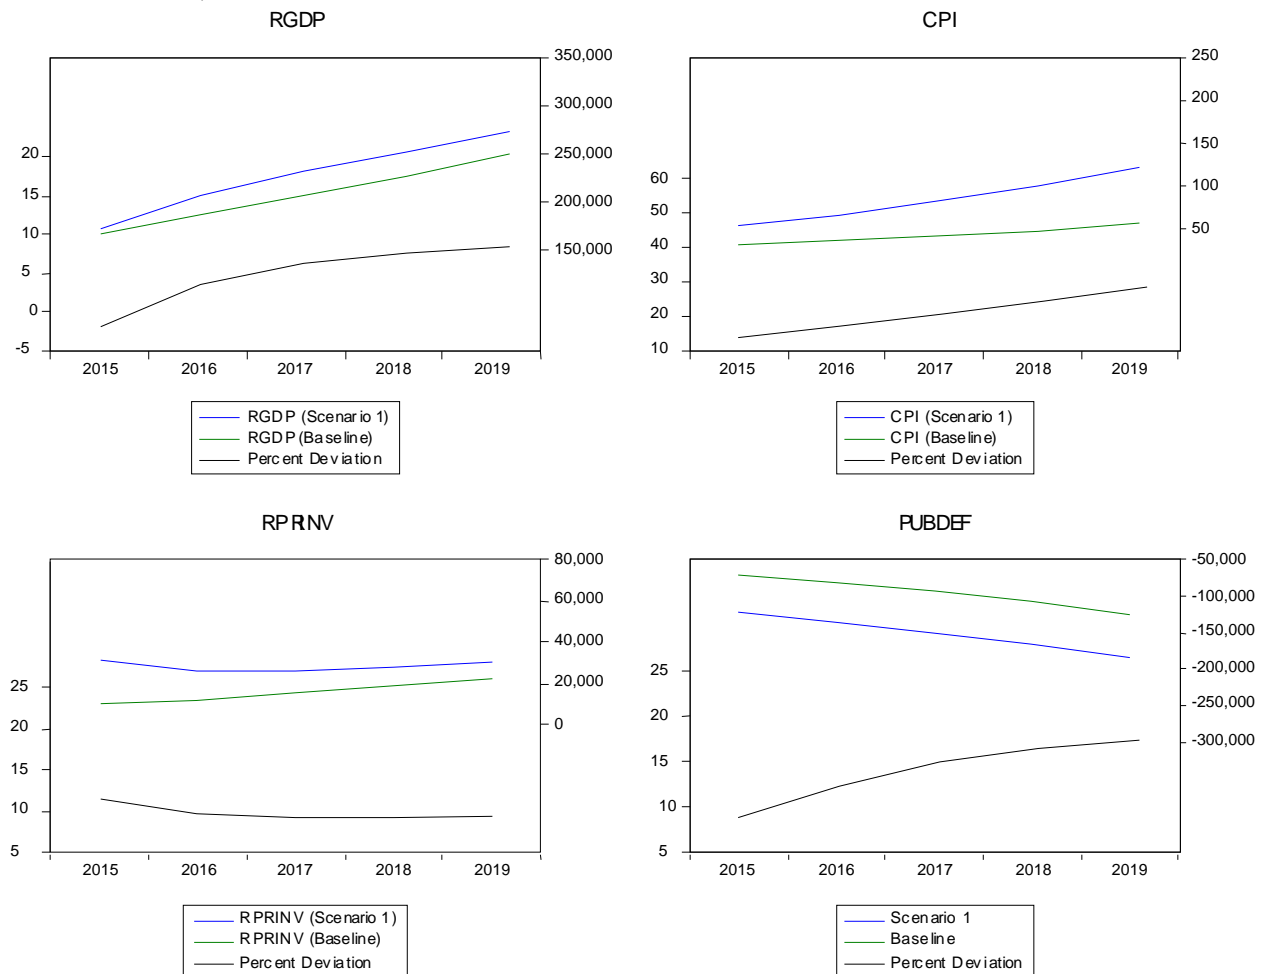 RGDP
CPI
350,000
300,000
250,000
200,000
150,000
20
15
10
5
0
-5
2015 2016 2017 2018 2019
250
200
150
100
50
60
50
40
30
20
10
2015 2016 2017 2018 2019
RGDP (Scenario 1)
RGDP (Baseline)
Percent Deviation
CPI (Scenario 1)
CPI (Baseline)
Percent Deviation
RPRINV
PUBDEF
80,000
60,000
40,000
20,000
0
25
20
15
10
5
2015 2016 2017 2018 2019
-50,000
-100,000
-150,000
-200,000
-250,000
-300,000
25
20
15
10
5
2015 2016 2017 2018 2019
RPRINV (Scenario 1)
RPRINV (Baseline)
Percent Deviation
Scenario 1
Baseline
Percent Deviation